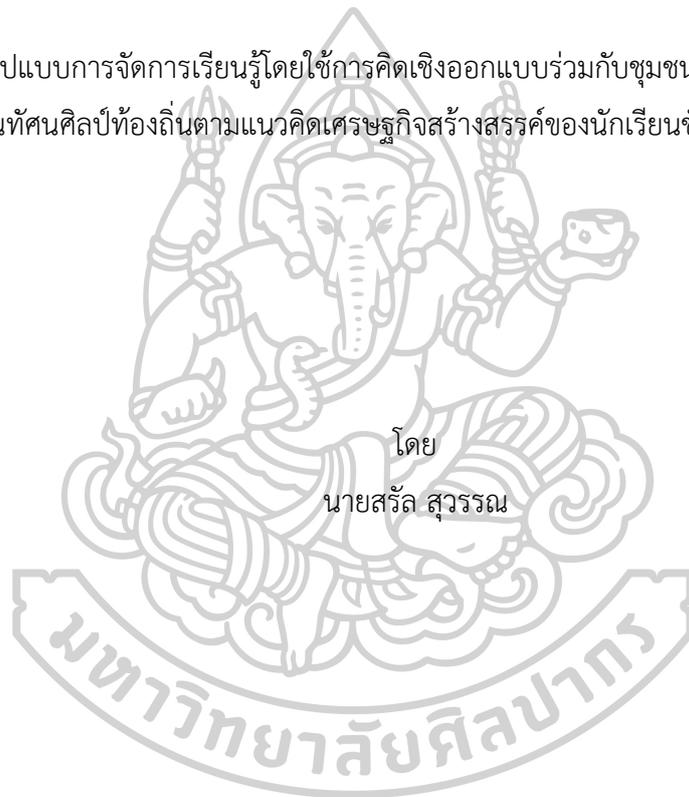 ปแบบการจัดการเรียนรู้โดยใช้การคิดเชิงออกแบบร่วมกับชุมชน
ทัศนศิลป์ท้องถิ่นตามแนวคิดเศรษฐกิจสร้างสรรค์ของนักเรียน
โดย
นายสรัล สุวรรณ
มหาวิทยาลัยศิลปากร